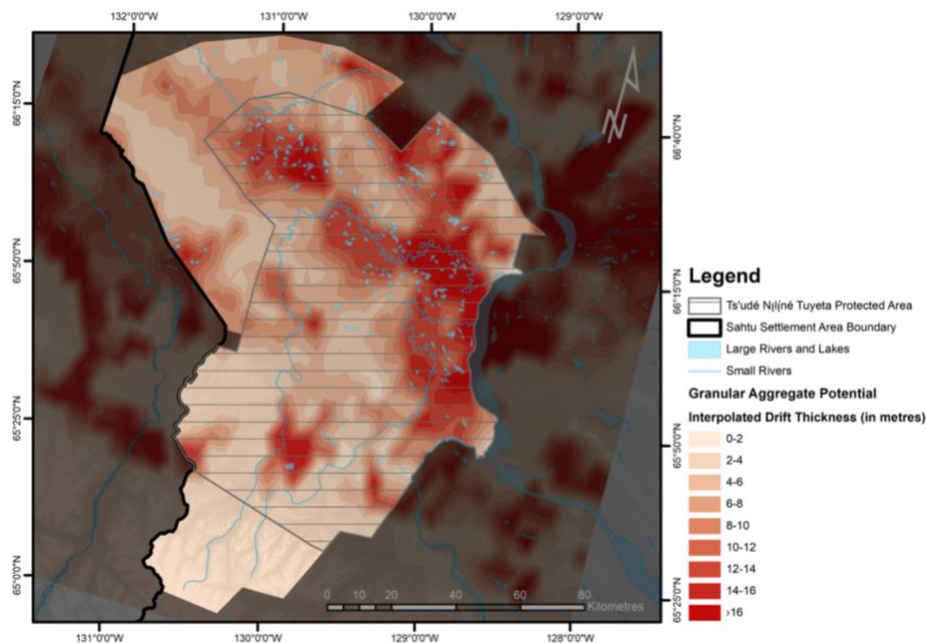 132°0'0"W 131°0'0"W 130°0'0"W 129°0'0"W
66°15'0"N
66°40'0"N
N
65°50'0"N
66°15'0"N
65°25'0"N
65°50'0"N
65°0'0"N
65°25'0"N
131°0'0"W 130°0'0"W 129°0'0"W 128°0'0"W
0 10 20 40 60 80
Kilometres
Legend
Ts'udé Nı̨lı̨né Tuyeta Protected Area
Sahtu Settlement Area Boundary
Large Rivers and Lakes
Small Rivers
Granular Aggregate Potential
Interpolated Drift Thickness (in metres)
0-2
2-4
4-6
6-8
8-10
10-12
12-14
14-16
›16